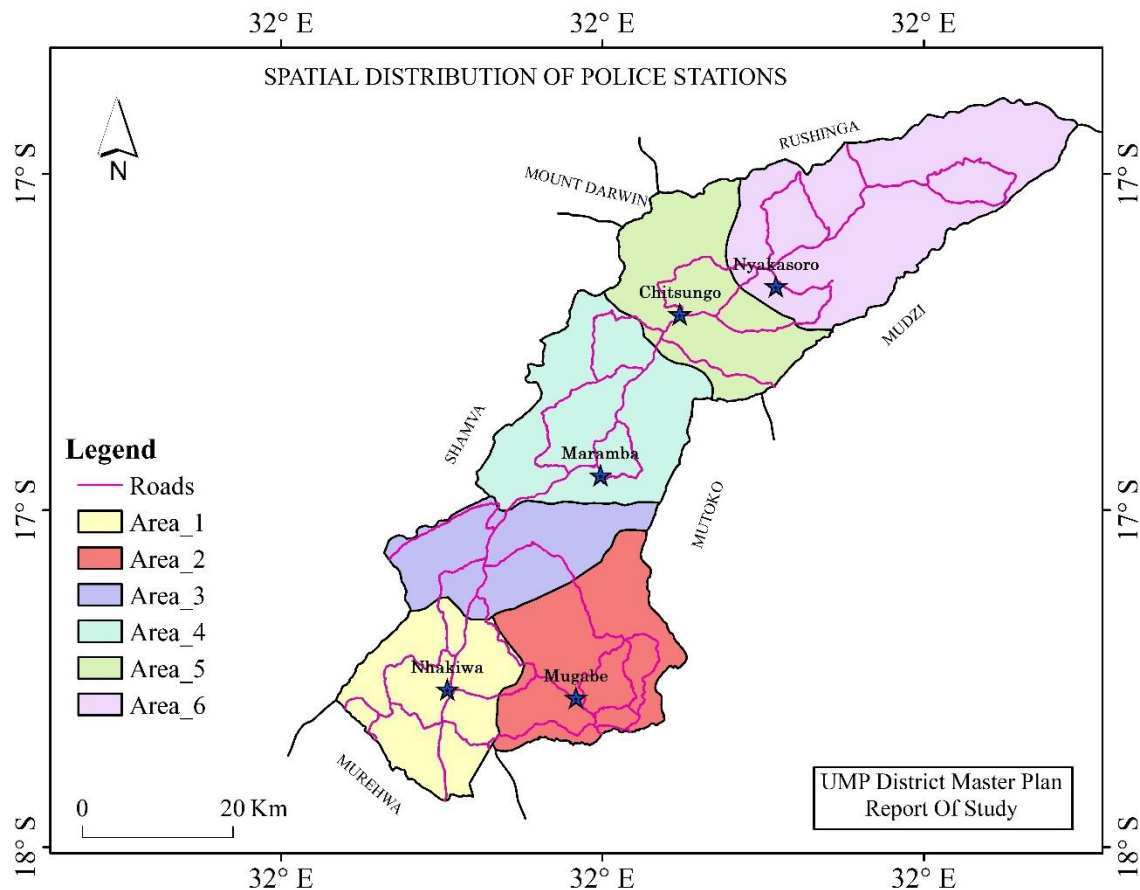 32° E
32° E
32° E
SPATIAL DISTRIBUTION OF POLICE STATIONS
N
17° S
17° S
RUSHINGA
MOUNT DARWIN
Nyakasoro
Chitsungo
MUDZI
SHAMVA
Maramba
MUTOKO
Legend
Roads
Area_1
Area_2
Area_3
Area_4
Area_5
Area_6
17° S
17° S
Nhakiwa
Mugabe
MUREHWA
0
20 Km
UMP District Master Plan
Report Of Study
18° S
18° S
32° E
32° E
32° E